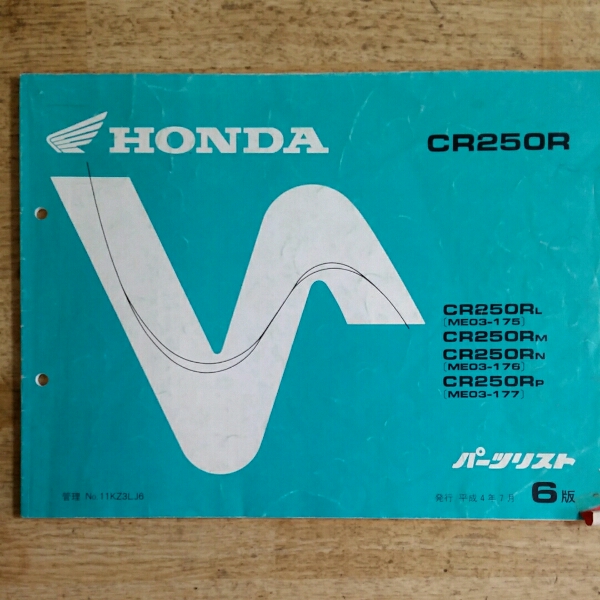 HONDA
CR250R
CR250RL
(ME03-175)
CR250RM
CR250RN
(ME03-176)
CR250RP
(ME03-177)
パーツリスト
管理 No.11KZ3LJ6
発行 平成4年7月 6版